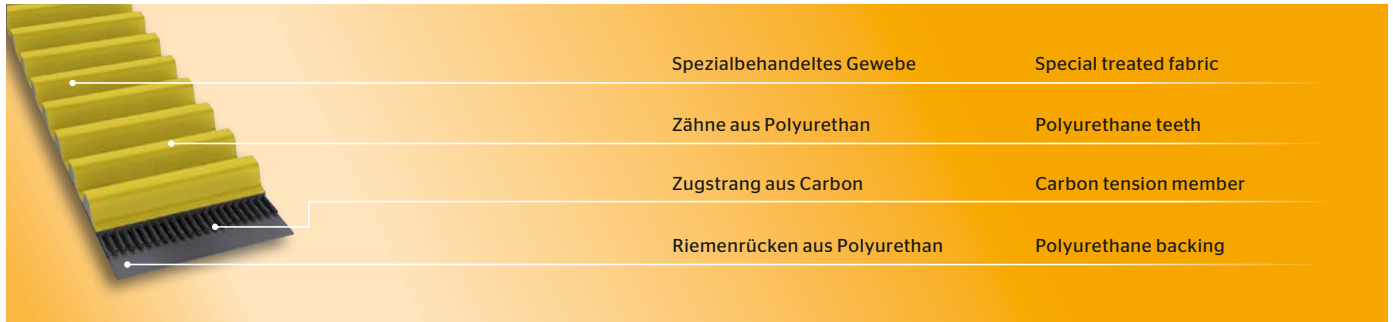 Spezialbehandeltes Gewebe Special treated fabric
Zähne aus Polyurethan Polyurethane teeth
Zugstrang aus Carbon Carbon tension member
Riemenrücken aus Polyurethan Polyurethane backing